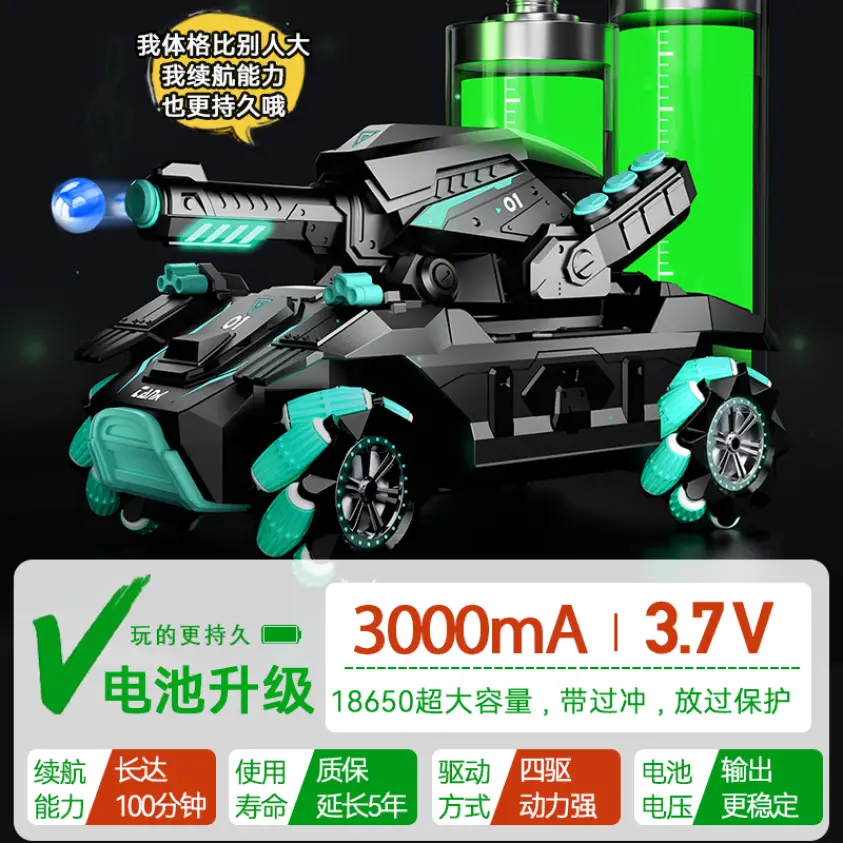 我体格比别人大
我续航能力
也更持久哦
01
01
玩的更持久
电池升级
3000mA | 3.7V
18650超大容量，带过冲，放过保护
续航
能力
长达
100分钟
使用
寿命
质保
延长5年
驱动
方式
四驱
动力强
电池
电压
输出
更稳定